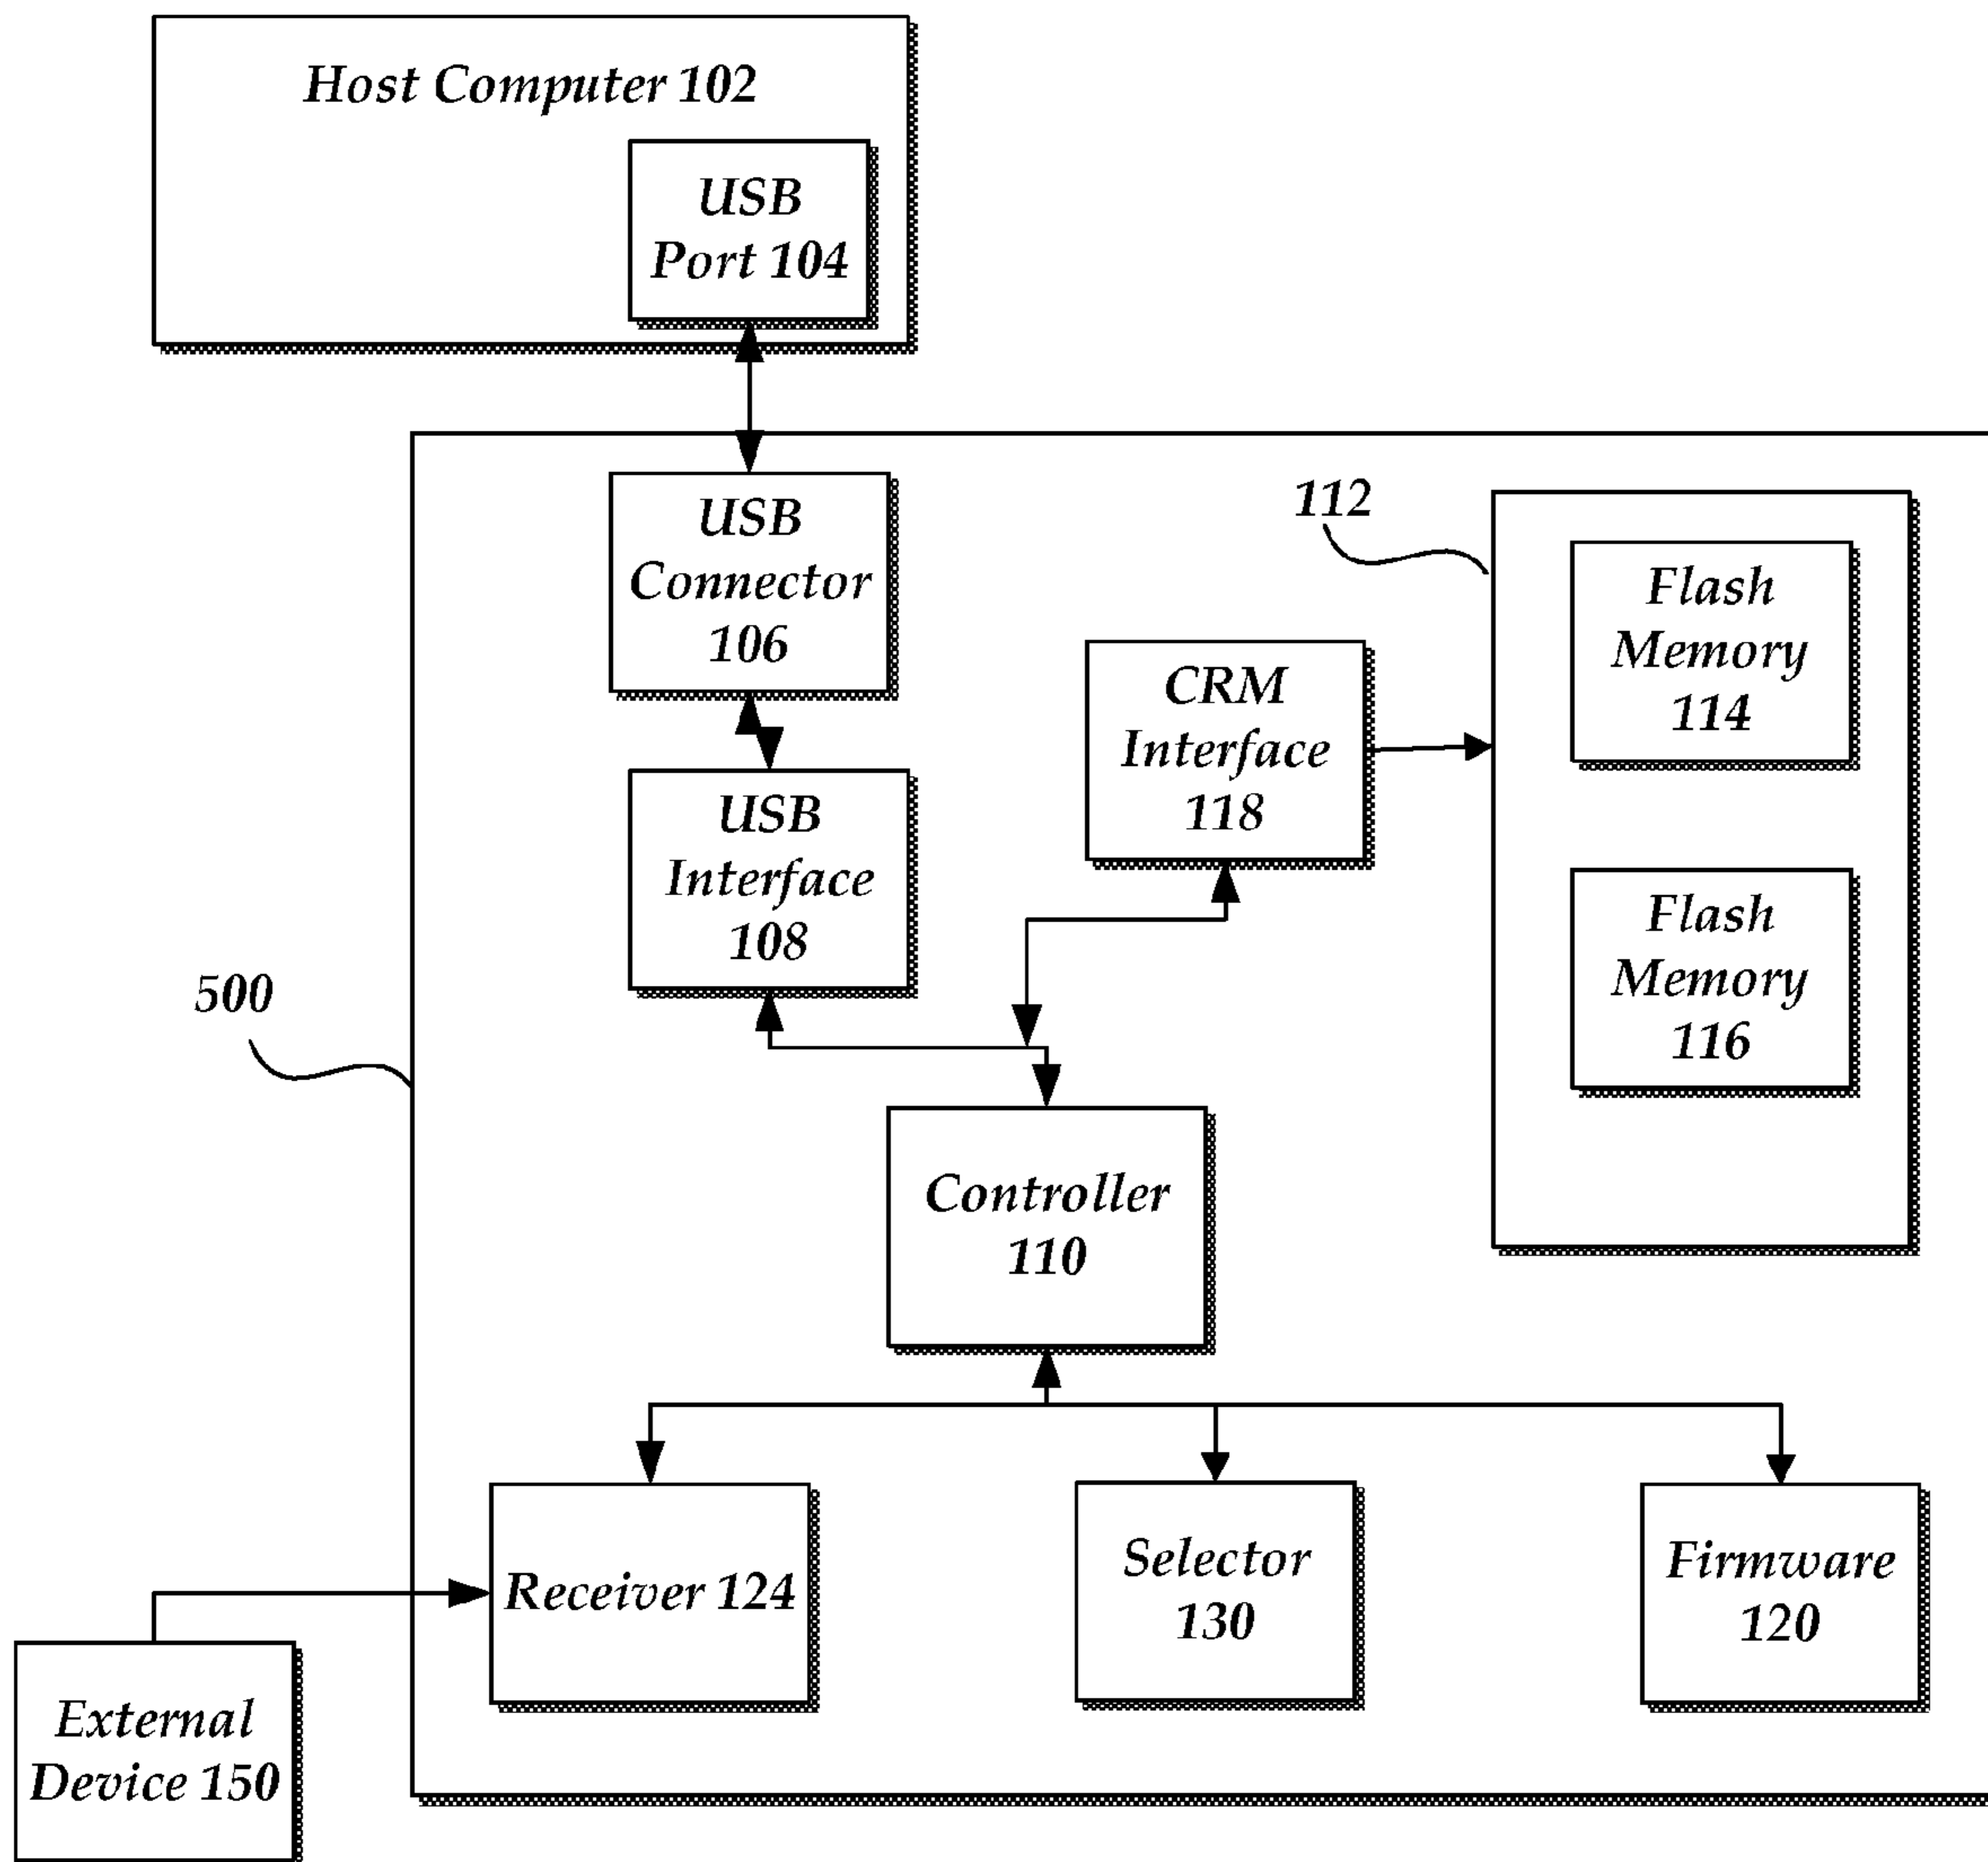 Host Computer 102
USB
Port 104
USB
Connector
106
112
Flash
Memory
114
CRM
Interface
118
USB
Interface
108
Flash
Memory
116
500
Controller
110
Receiver 124
Selector
130
Firmware
120
External
Device 150